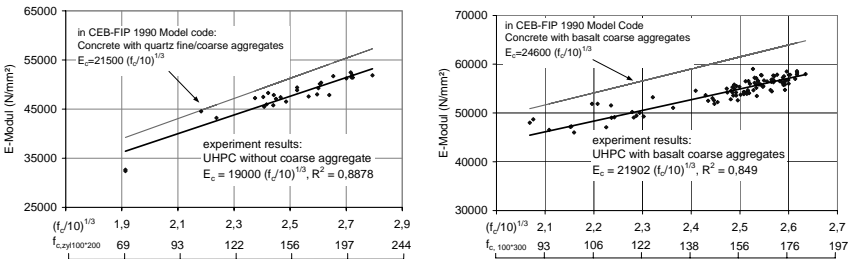 65000
55000
45000
35000
25000
E-Modul (N/mm²)
in CEB-FIP 1990 Model code:
Concrete with quartz fine/coarse aggregates
E_c=21500 (f_c/10)^1/3
experiment results:
UHPC without coarse aggregate
E_c = 19000 (f_c/10)^1/3, R² = 0,8878
(f_c/10)^1/3 1,9 2,1 2,3 2,5 2,7 2,9
f_c,zyl100*200 69 93 122 156 197 244
70000
60000
50000
40000
30000
E-Modul (N/mm²)
in CEB-FIP 1990 Model Code
Concrete with basalt coarse aggregates
E_c=24600 (f_c/10)^1/3
experiment results:
UHPC with basalt coarse aggregates
E_c = 21902 (f_c/10)^1/3, R² = 0,849
(f_c/10)^1/3 2,1 2,2 2,3 2,4 2,5 2,6 2,7
f_c, 100*300 93 106 122 138 156 176 197